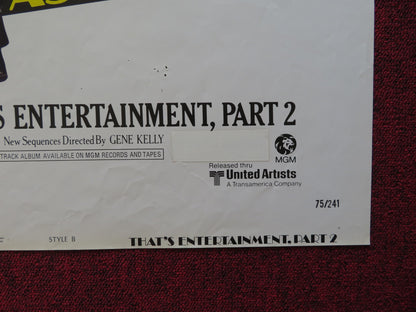 'S ENTERTAINMENT, PART 2
New Sequences Directed By GENE KELLY
TRACK ALBUM AVAILABLE ON MGM RECORDS AND TAPES
MGM
Released thru
United Artists
A Transamerica Company
75/241
STYLE B
THAT'S ENTERTAINMENT, PART 2